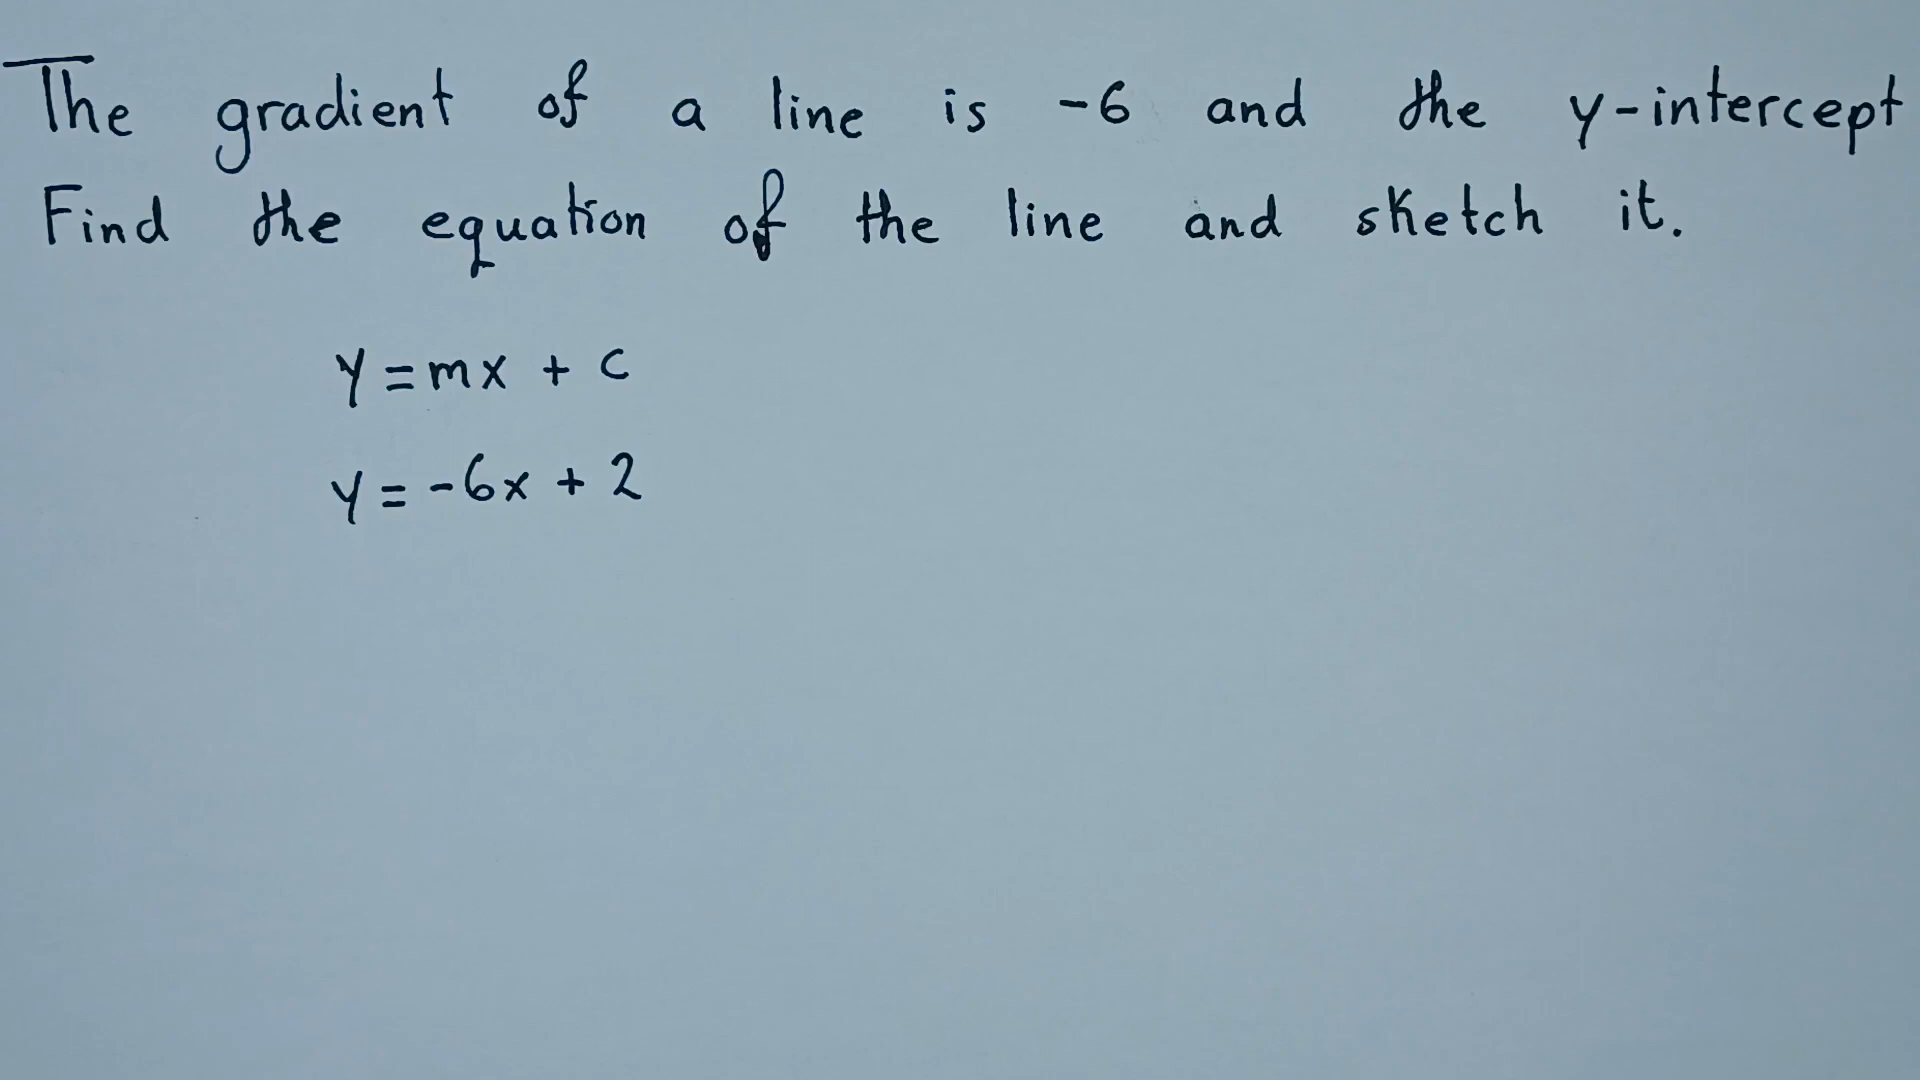 The gradient of a line is -6 and the y-intercept
Find the equation of the line and sketch it.
y = mx + c
y = -6x + 2